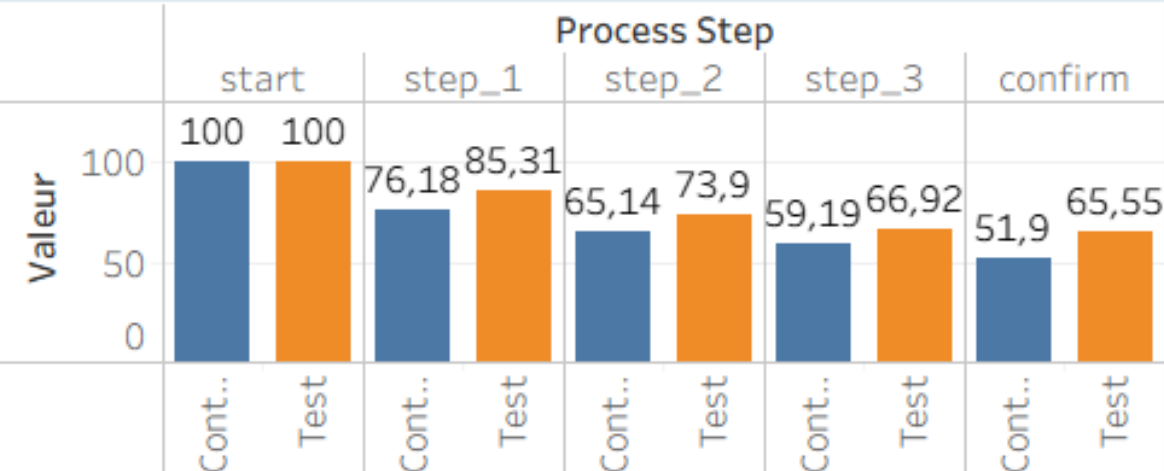 Process Step
start step_1 step_2 step_3 confirm
100 100 76,18 85,31 65,14 73,9 59,19 66,92 51,9 65,55
Valeur
100
50
0
Cont.. Test Cont.. Test Cont.. Test Cont.. Test Cont.. Test